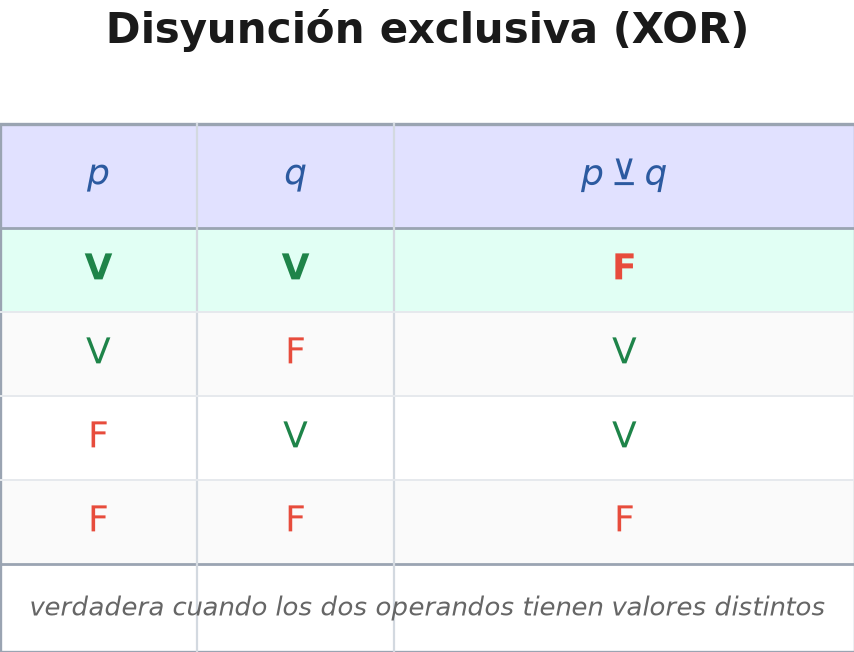 Disyunción exclusiva (XOR)
p q p ⊻ q
V V F
V F V
F V V
F F F
verdadera cuando los dos operandos tienen valores distintos